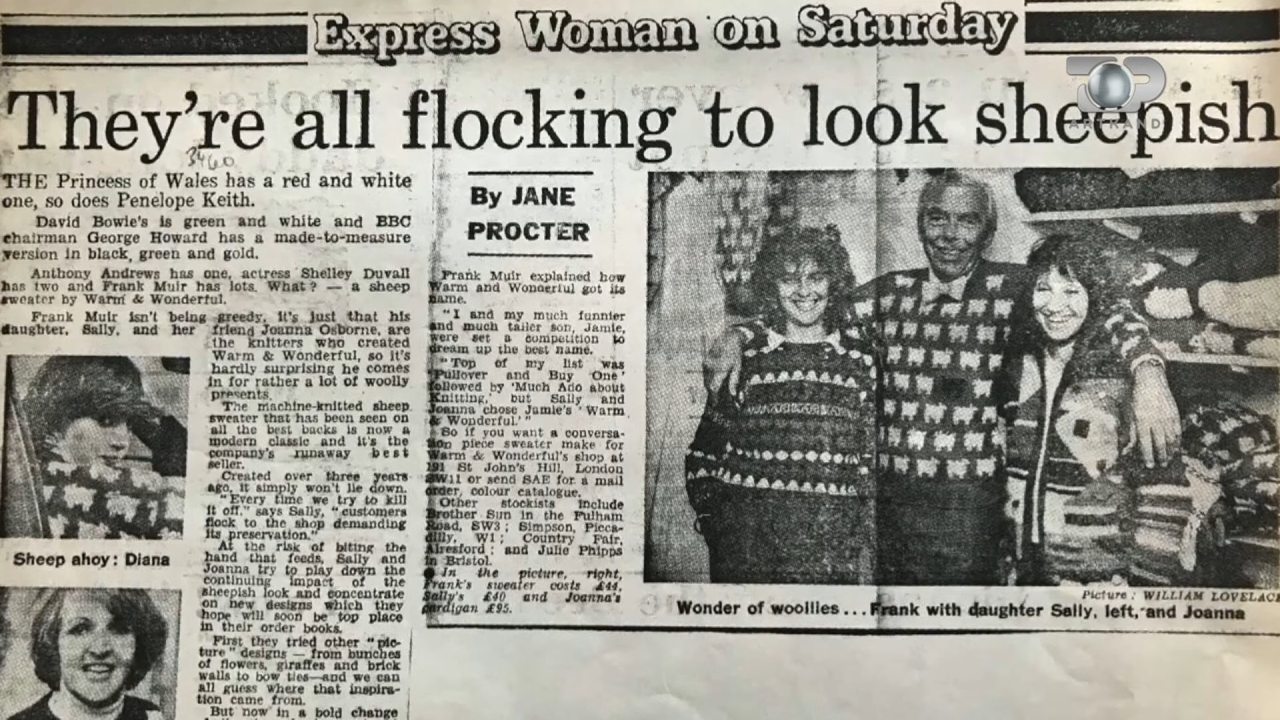 Express Woman on Saturday
They're all flocking to look sheepish
3460
THE Princess of Wales has a red and white
one, so does Penelope Keith.
David Bowie's is green and white and BBC
chairman George Howard has a made-to-measure
version in black, green and gold.
Anthony Andrews has one, actress Shelley Duvall
has two and Frank Muir has lots. What? — a sheep
sweater by Warm & Wonderful.
Frank Muir isn't being greedy, it's just that his
daughter, Sally, and her friend Joanna Osborne, are
the knitters who created
Warm & Wonderful, so it's
hardly surprising he comes
in for rather a lot of woolly
presents.
The machine-knitted sheep
sweater that has been seen on
all the best backs is now a
modern classic and it's the
company's runaway best
seller.
Created over three years
ago, it simply won't lie down.
"Every time we try to kill
it off," says Sally, "customers
flock to the shop demanding
its preservation."
At the risk of biting the
hand that feeds, Sally and
Joanna try to play down the
continuing impact of the
sheepish look and concentrate
on new designs which they
hope will soon be top place
in their order books.
First they tried other "pic-
ture" designs — from bunches
of flowers, giraffes and brick
walls to bow ties—and we can
all guess where that inspira-
tion came from.
But now in a bold change
Sheep ahoy: Diana
By JANE
PROCTER
Frank Muir explained how
Warm and Wonderful got its
name.
"I and my much funnier
and much taller son, Jamie,
were set a competition to
dream up the best name.
"Top of my list was
'Pullover and Buy One'
followed by 'Much Ado about
Knitting,' but Sally and
Joanna chose Jamie's 'Warm
& Wonderful.'"
So if you want a conversa-
tion piece sweater make for
Warm & Wonderful's shop at
191 St John's Hill, London
SW11 or send SAE for a mail
order, colour catalogue.
Other stockists include
Brother Sun in the Fulham
Road, SW3; Simpson, Picca-
dilly, W1; Country Fair,
Alresford; and Julie Phipps
in Bristol.
● In the picture, right,
Frank's sweater costs £44,
Sally's £40 and Joanna's
cardigan £95.
Picture: WILLIAM LOVELACE
Wonder of woollies... Frank with daughter Sally, left, and Joanna
TOP